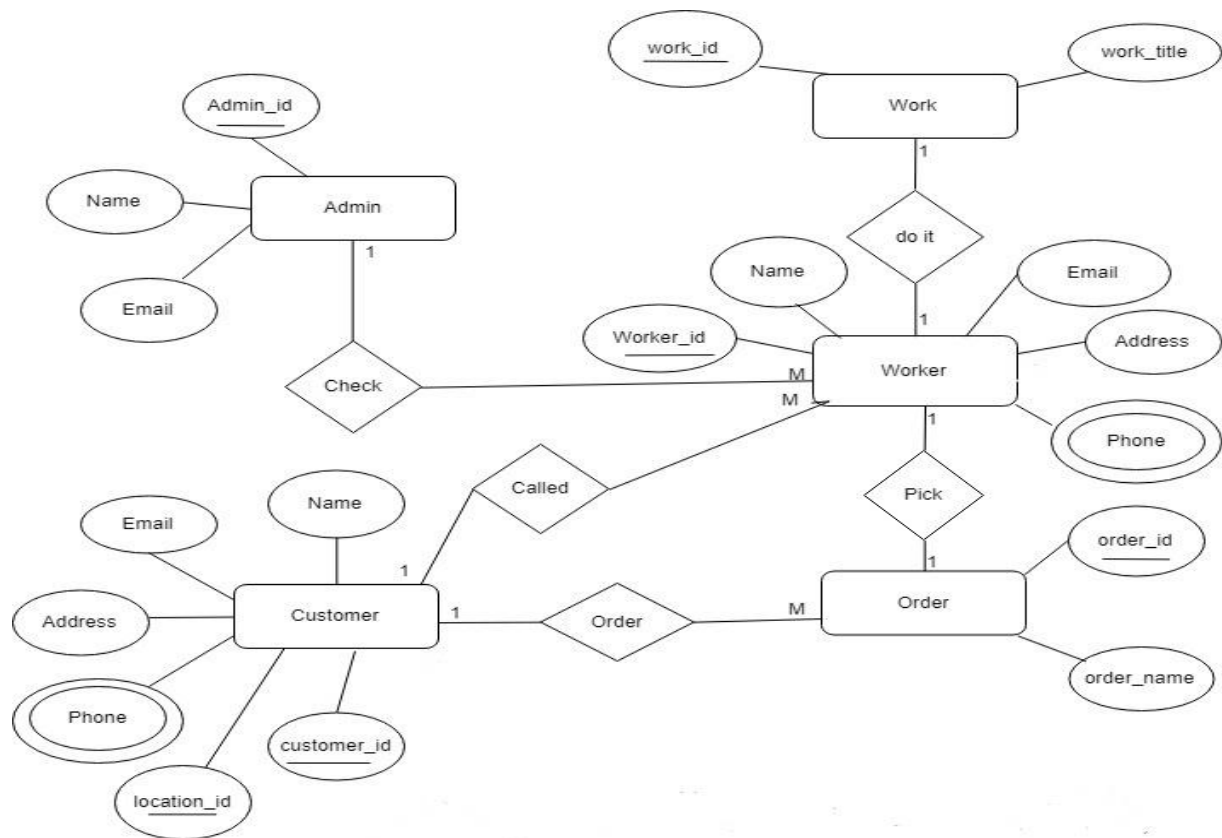 work_id
work_title
Work
1
Admin_id
Name
Admin
1
Email
do it
Name
Email
1
Worker_id
Address
Worker
Check
M
M
1
Phone
Called
Pick
Name
Email
1
order_id
1
Address
Customer
1
Order
M
Order
order_name
Phone
customer_id
location_id